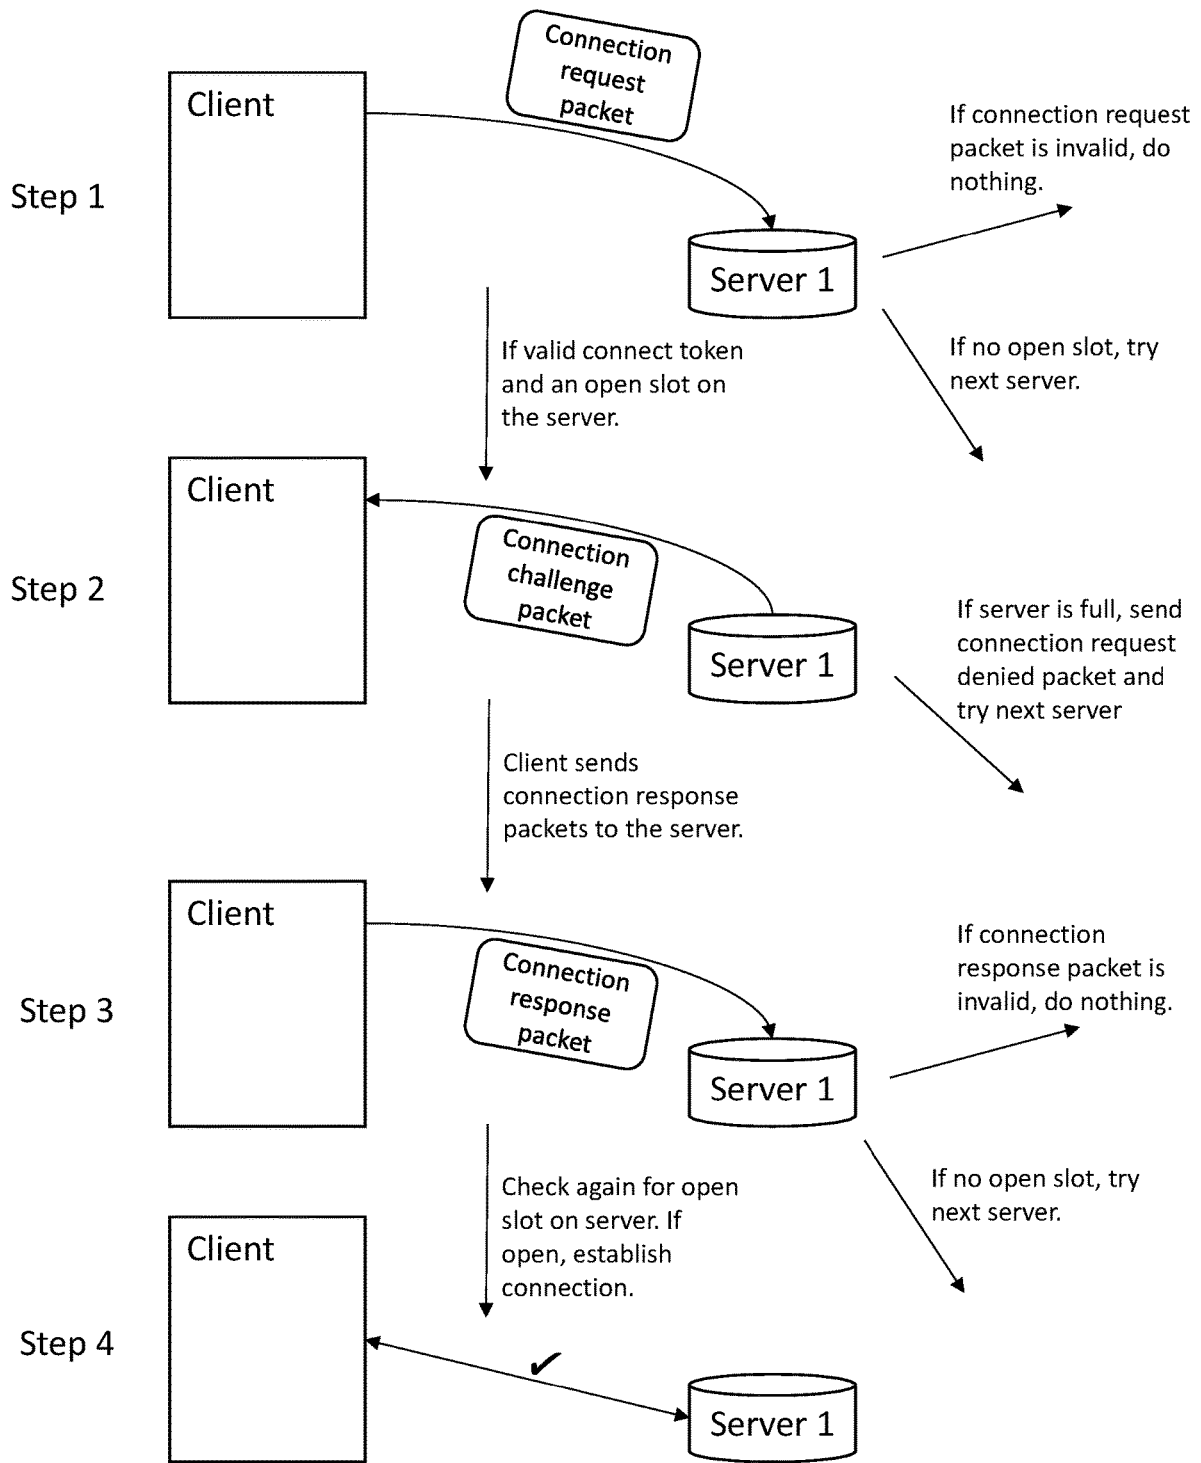 Connection
request
packet
Client
If connection request
packet is invalid, do
nothing.
Step 1
Server 1
If valid connect token
and an open slot on
the server.
If no open slot, try
next server.
Client
Connection
challenge
packet
Step 2
Server 1
If server is full, send
connection request
denied packet and
try next server
Client sends
connection response
packets to the server.
Client
Connection
response
packet
If connection
response packet is
invalid, do nothing.
Step 3
Server 1
Check again for open
slot on server. If
open, establish
connection.
If no open slot, try
next server.
Client
Step 4
Server 1